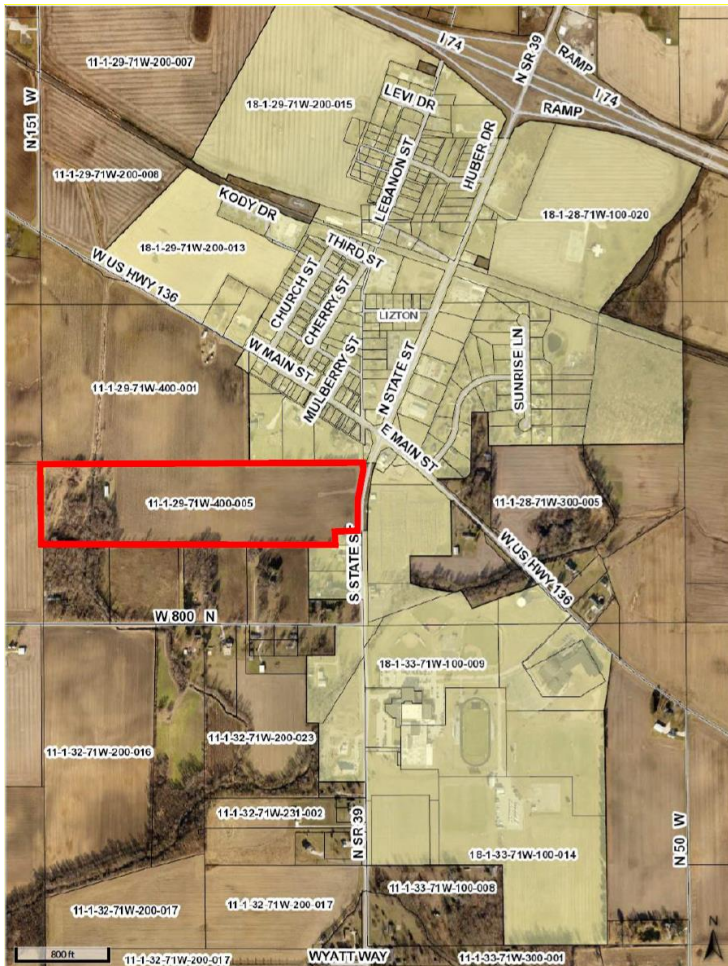 I 74
N SR 39
RAMP
11-1-29-71W-200-007
I 74
LEVI DR
18-1-29-71W-200-015
RAMP
N 151 W
HUBER DR
LEBANON ST
11-1-29-71W-200-008
KODY DR
18-1-28-71W-100-020
THIRD ST
18-1-29-71W-200-013
W US HWY 136
CHURCH ST
CHERRY ST
LIZTON
W MAIN ST
MULBERRY ST
N STATE ST
SUNRISE LN
11-1-29-71W-400-001
E MAIN ST
11-1-29-71W-400-005
11-1-28-71W-300-005
S STATE ST
W US HWY 136
W 800 N
18-1-33-71W-100-009
11-1-32-71W-200-023
11-1-32-71W-200-016
11-1-32-71W-231-002
N SR 39
N 50 W
18-1-33-71W-100-014
11-1-33-71W-100-008
11-1-32-71W-200-017
11-1-32-71W-200-017
N
800 ft
11-1-32-71W-200-017
WYATT WAY
11-1-33-71W-300-001